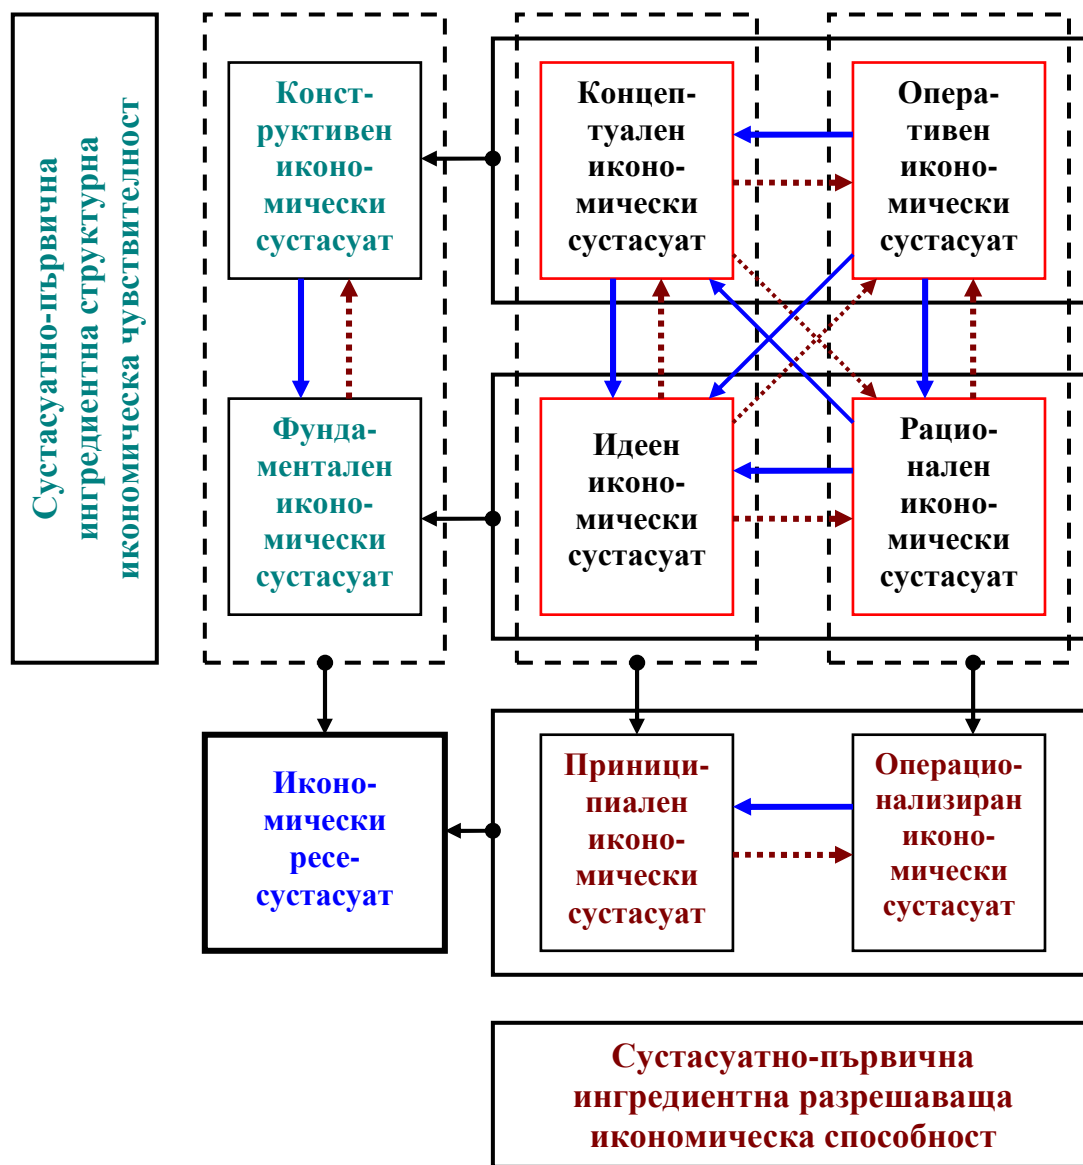 Сустасуатно-първична
ингредиентна структурна
икономическа чувствителност
Конст-
руктивен
иконо-
мически
сустасуат
Концеп-
туален
иконо-
мически
сустасуат
Опера-
тивен
иконо-
мически
сустасуат
Фунда-
ментален
иконо-
мически
сустасуат
Идеен
иконо-
мически
сустасуат
Рацио-
нален
иконо-
мически
сустасуат
Иконо-
мически
ресе-
сустасуат
Приници-
пиален
иконо-
мически
сустасуат
Операцио-
нализиран
иконо-
мически
сустасуат
Сустасуатно-първична
ингредиентна разрешаваща
икономическа способност